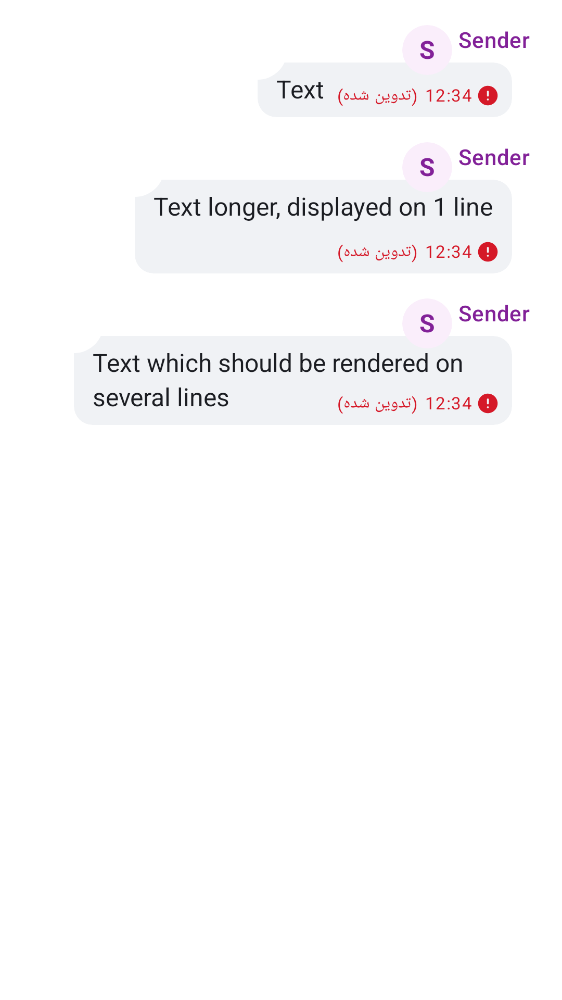 S Sender
Text (تدوین شده) 12:34
S Sender
Text longer, displayed on 1 line
(تدوین شده) 12:34
S Sender
Text which should be rendered on
several lines (تدوین شده) 12:34